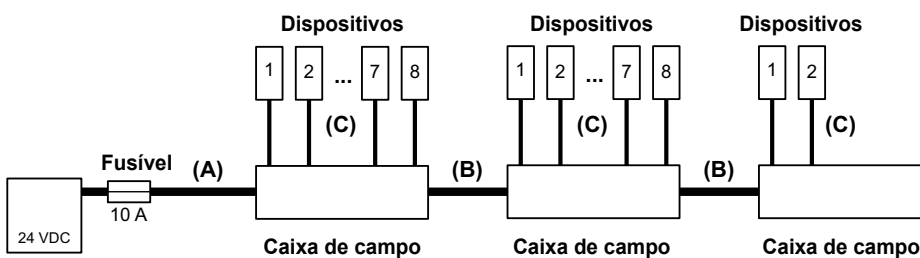 Dispositivos Dispositivos Dispositivos
1 2 ... 7 8 1 2 ... 7 8 1 2
(C) (C) (C)
Fusível (A) (B) (B)
10 A
24 VDC
Caixa de campo Caixa de campo Caixa de campo